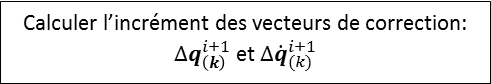 Calculer l’incrément des vecteurs de correction:
Δ𝒒₍𝒌₎ⁱ⁺¹ et Δq̇₍ₖ₎ⁱ⁺¹